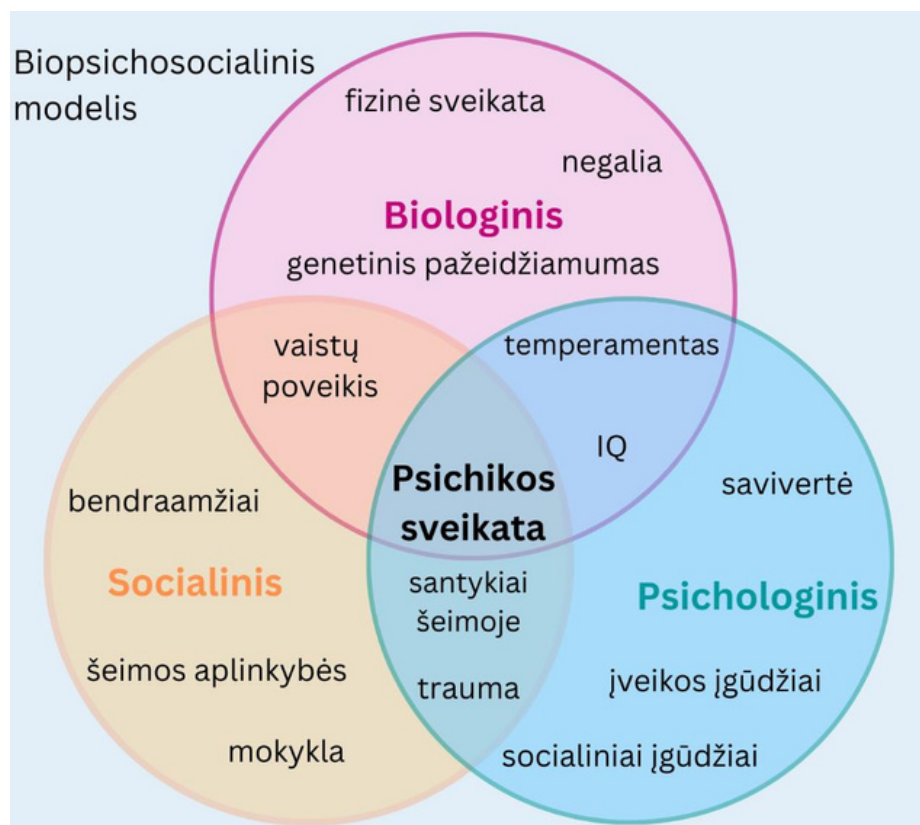 Biopsichosocialinis
modelis
fizinė sveikata
negalia
Biologinis
genetinis pažeidžiamumas
vaistų
poveikis
temperamentas
IQ
Psichikos
sveikata
savivertė
bendraamžiai
Socialinis
santykiai
šeimoje
Psichologinis
šeimos aplinkybės
trauma
įveikos įgūdžiai
mokykla
socialiniai įgūdžiai